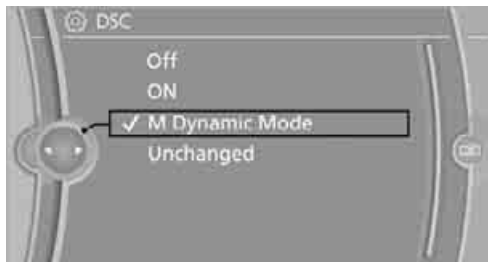 DSC
Off
ON
✓ M Dynamic Mode
Unchanged